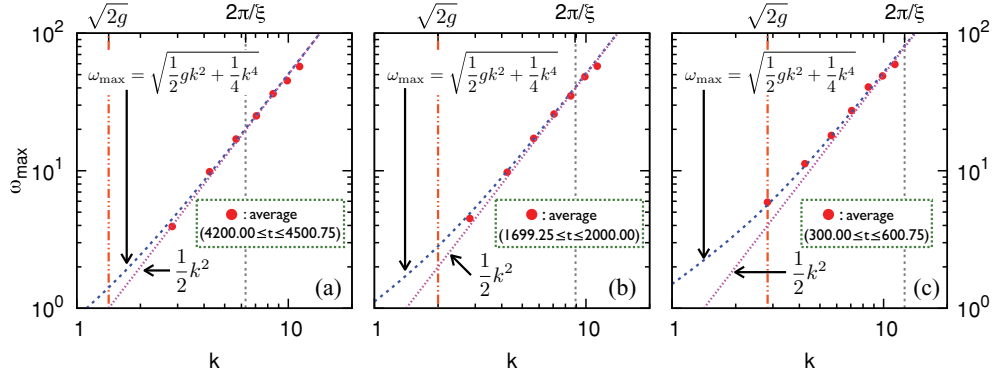 √2g 2π/ξ √2g 2π/ξ √2g 2π/ξ
10² 10²
ω_max = √(1/2 gk² + 1/4 k⁴) ω_max = √(1/2 gk² + 1/4 k⁴) ω_max = √(1/2 gk² + 1/4 k⁴)
ω_max 10¹ 10¹
: average : average : average
(4200.00≤t≤4500.75) (1699.25≤t≤2000.00) (300.00≤t≤600.75)
1/2 k² 1/2 k² 1/2 k²
(a) (b) (c)
10⁰ 10⁰
1 10 1 10 1 10
k k k